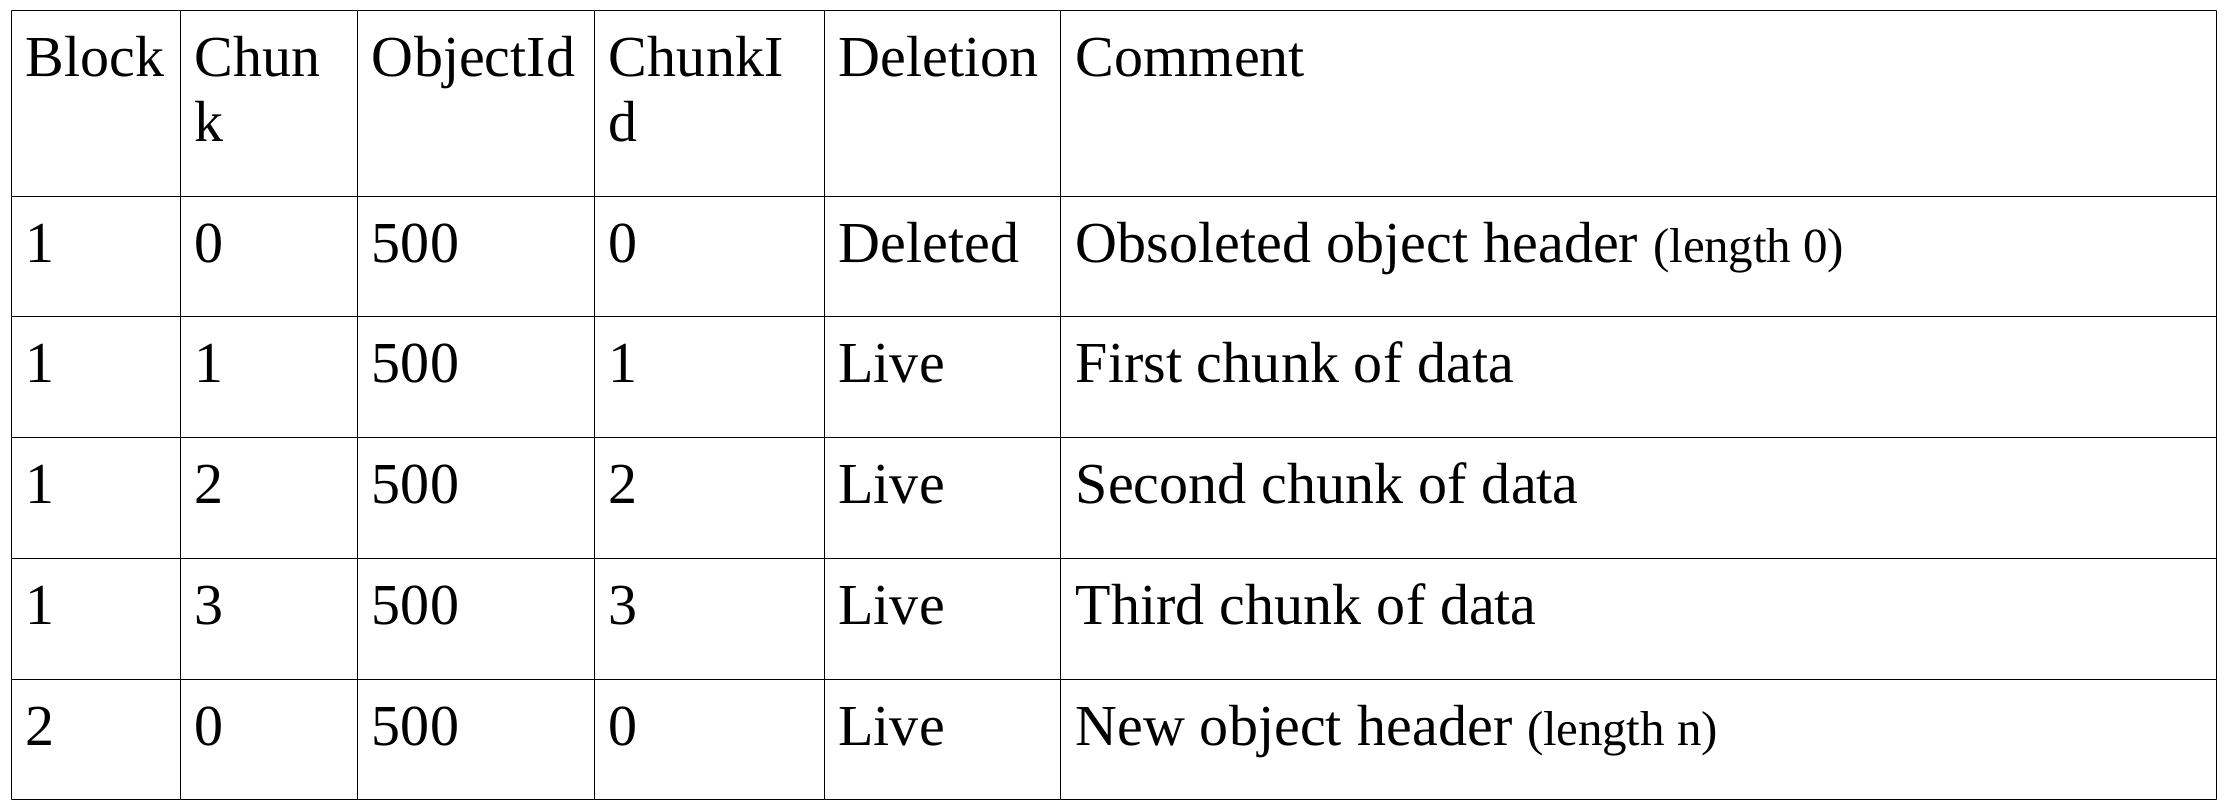 Block Chun ObjectId ChunkI Deletion Comment
k d
1 0 500 0 Deleted Obsoleted object header (length 0)
1 1 500 1 Live First chunk of data
1 2 500 2 Live Second chunk of data
1 3 500 3 Live Third chunk of data
2 0 500 0 Live New object header (length n)